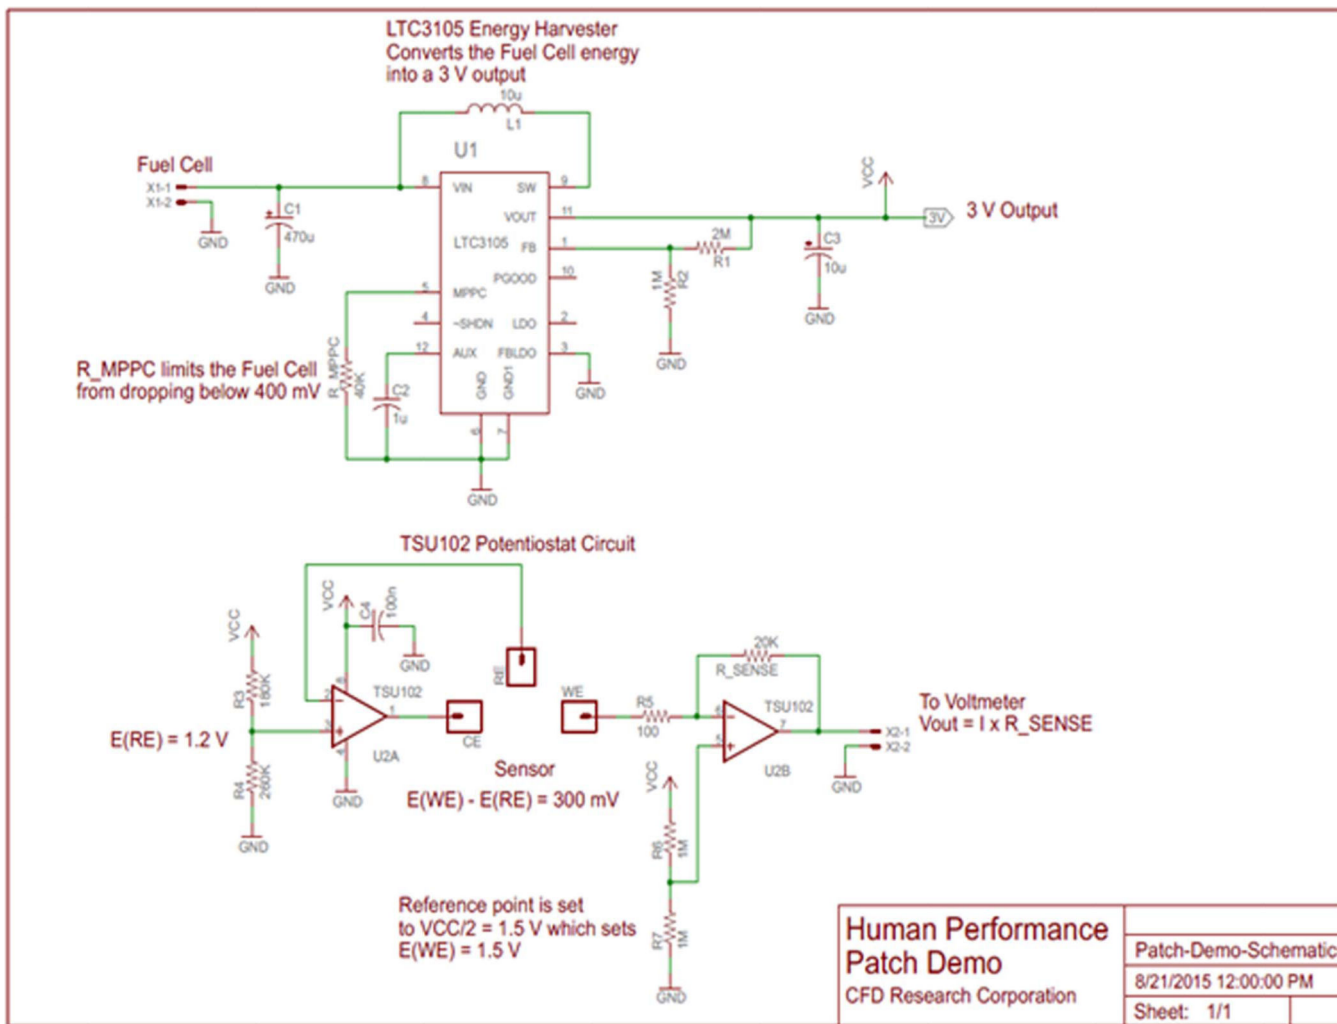 LTC3105 Energy Harvester
Converts the Fuel Cell energy
into a 3 V output
10u
L1
U1
Fuel Cell
X1-1
X1-2
GND
C1
470u
GND
8
VIN
SW
9
VOUT
11
LTC3105
FB
1
PGOOD
10
5
MPPC
4
~SHDN
LDO
2
12
AUX
FBLDO
3
GND
GND1
6
7
GND
GND
2M
R1
1M
R2
GND
C3
10u
GND
VCC
3V
3 V Output
R_MPPC limits the Fuel Cell
from dropping below 400 mV
R_MPPC
40K
C2
1u
TSU102 Potentiostat Circuit
VCC
R3
180K
E(RE) = 1.2 V
R4
260K
GND
VCC
C4
100n
GND
8
2
3
4
1
TSU102
U2A
GND
CE
RE
WE
Sensor
E(WE) - E(RE) = 300 mV
R5
100
20K
R_SENSE
6
5
7
TSU102
U2B
X2-1
X2-2
GND
To Voltmeter
Vout = I x R_SENSE
VCC
R6
1M
R7
1M
GND
Reference point is set
to VCC/2 = 1.5 V which sets
E(WE) = 1.5 V
Human Performance
Patch Demo
CFD Research Corporation
Patch-Demo-Schematic
8/21/2015 12:00:00 PM
Sheet: 1/1